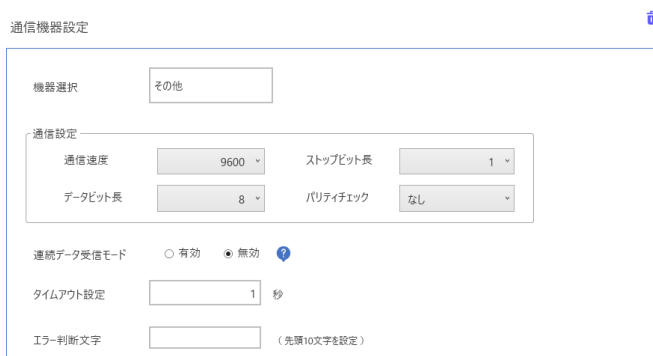 通信機器設定
機器選択 その他
通信設定
通信速度 9600 ストップビット長 1
データビット長 8 パリティチェック なし
連続データ受信モード 有効 無効 ?
タイムアウト設定 1 秒
エラー判断文字 (先頭10文字を設定)